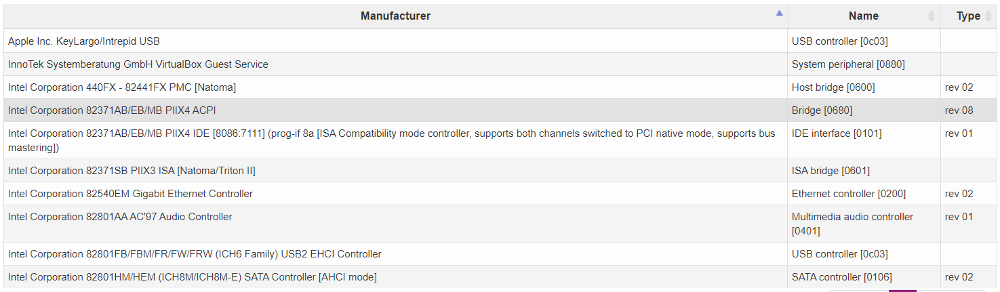 Manufacturer Name Type
Apple Inc. KeyLargo/Intrepid USB USB controller [0c03]
InnoTek Systemberatung GmbH VirtualBox Guest Service System peripheral [0880]
Intel Corporation 440FX - 82441FX PMC [Natoma] Host bridge [0600] rev 02
Intel Corporation 82371AB/EB/MB PIIX4 ACPI Bridge [0680] rev 08
Intel Corporation 82371AB/EB/MB PIIX4 IDE [8086:7111] (prog-if 8a [ISA Compatibility mode controller, supports both channels switched to PCI native mode, supports bus IDE interface [0101] rev 01
mastering])
Intel Corporation 82371SB PIIX3 ISA [Natoma/Triton II] ISA bridge [0601]
Intel Corporation 82540EM Gigabit Ethernet Controller Ethernet controller [0200] rev 02
Intel Corporation 82801AA AC'97 Audio Controller Multimedia audio controller rev 01
[0401]
Intel Corporation 82801FB/FBM/FR/FW/FRW (ICH6 Family) USB2 EHCI Controller USB controller [0c03]
Intel Corporation 82801HM/HEM (ICH8M/ICH8M-E) SATA Controller [AHCI mode] SATA controller [0106] rev 02